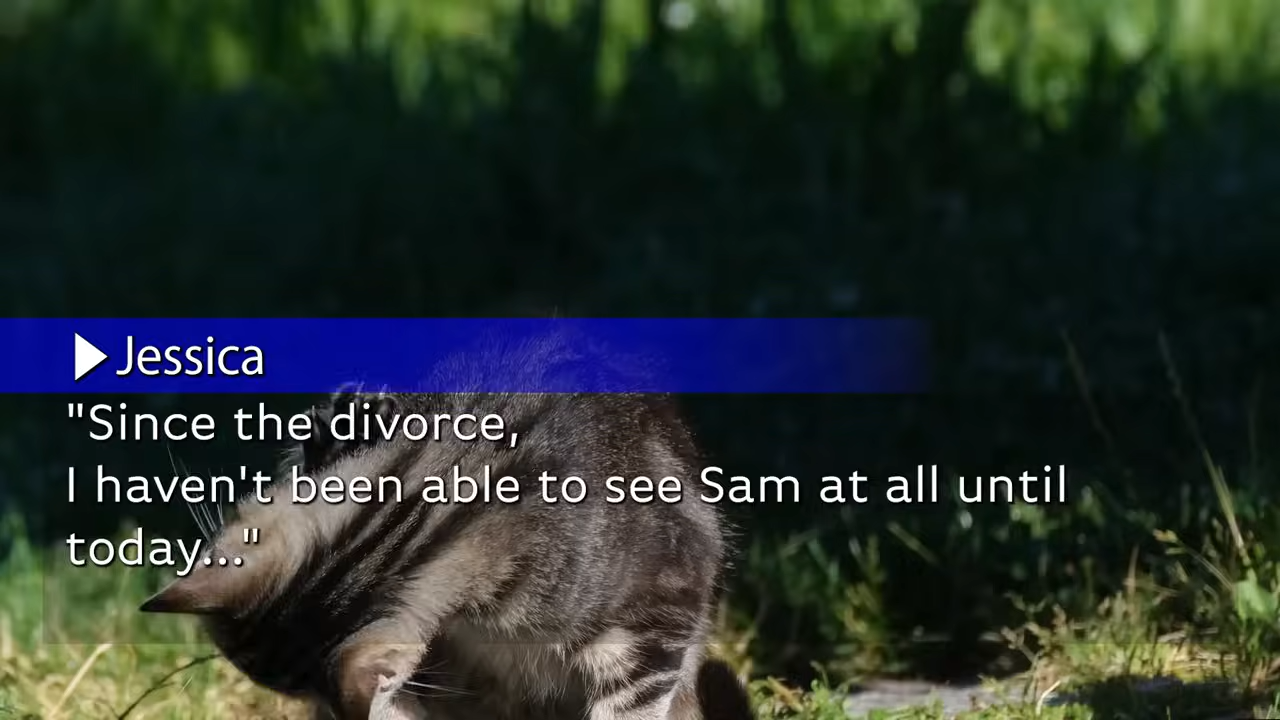 Jessica
"Since the divorce,
I haven't been able to see Sam at all until
today..."